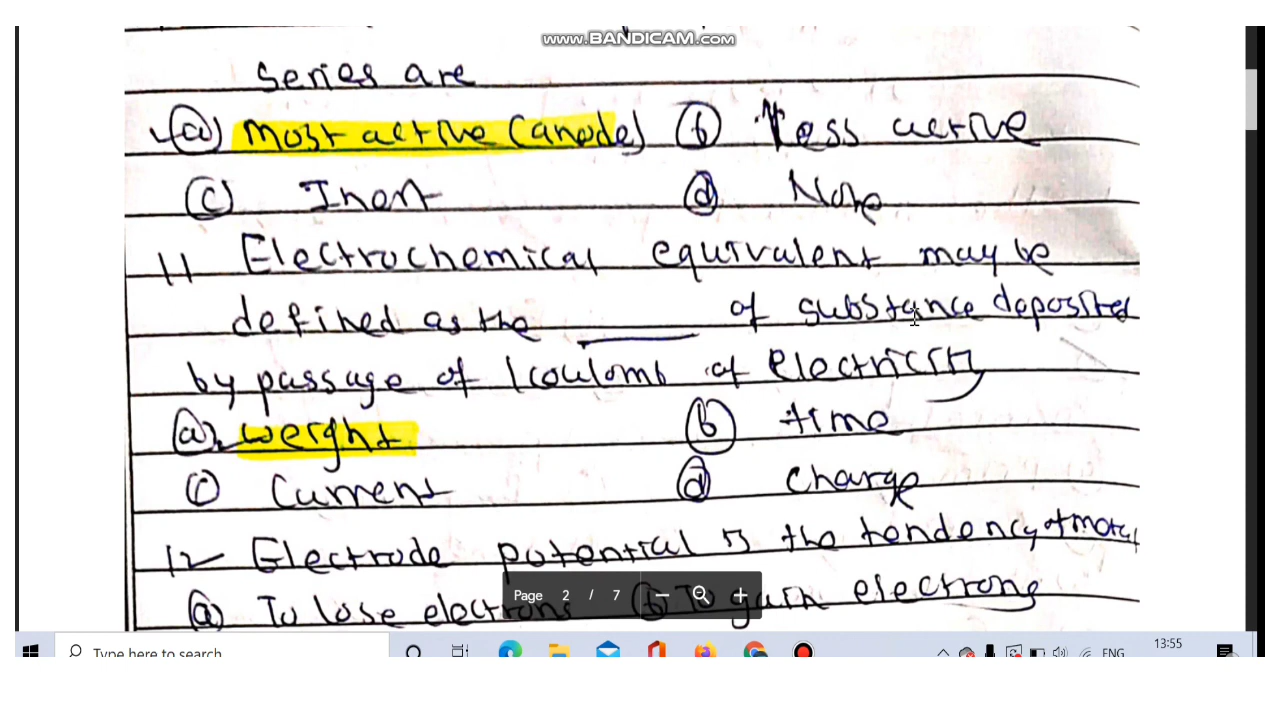 www.BANDICAM.com
Series are
(a) Most active (anode) (b) Less active
(c) Inert (d) None
11 Electrochemical equivalent may be
defined as the ______ of substance deposited
by passage of 1 coulomb of electricity
(a) weight (b) time
(c) Current (d) Charge
12 Electrode potential is the tendency of metal
(a) To lose electrons (b) To gain electrons
Page 2 / 7
Type here to search
ENG
13:55